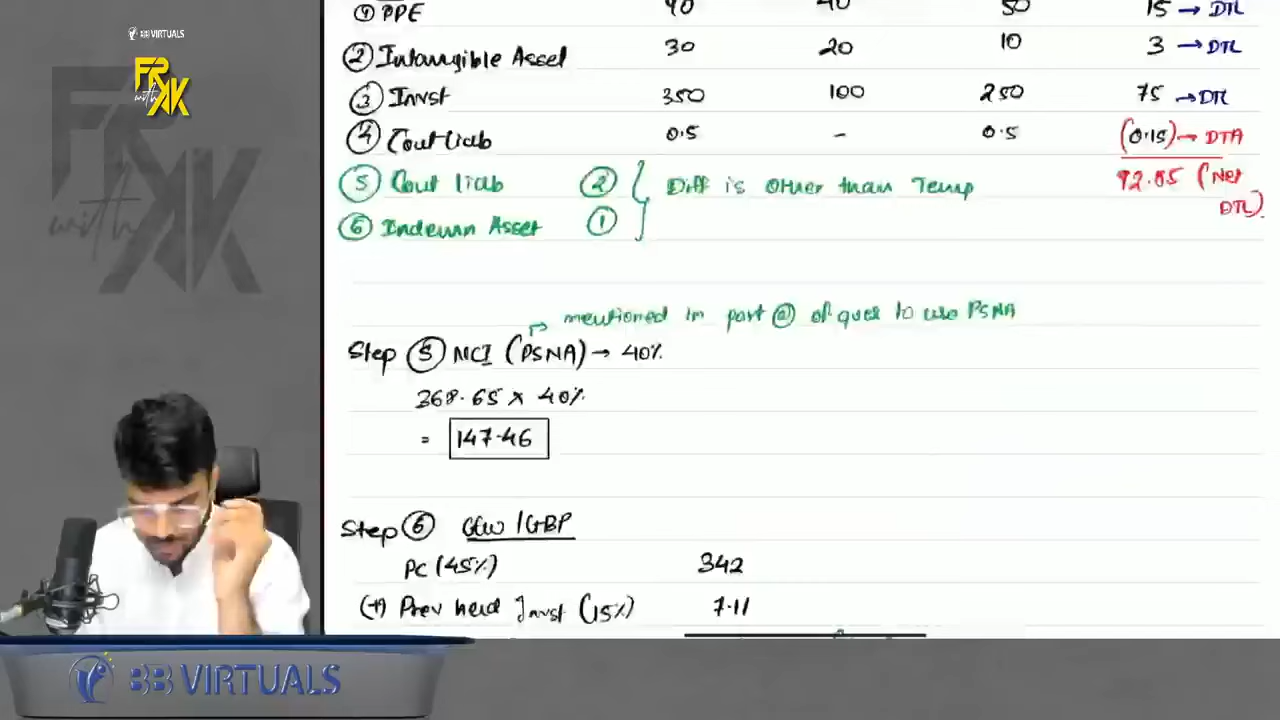 BB VIRTUALS
FR with KK
① PPE 90 40 50 15 → DTL
② Intangible Asset 30 20 10 3 → DTL
③ Invst 350 100 250 75 → DTL
④ Cont liab 0.5 – 0.5 (0.15) → DTA
92.85 (Net DTL)
⑤ Cont liab ② Diff is other than Temp
⑥ Indemn Asset ①
→ mentioned in part ⓐ of ques to use PSNA
Step ⑤ NCI (PSNA) → 40%
368.65 x 40%
= 147.46
Step ⑥ GW / GBP
PC (45%) 342
(+) Prev held Invst (15%) 7.11
BB VIRTUALS